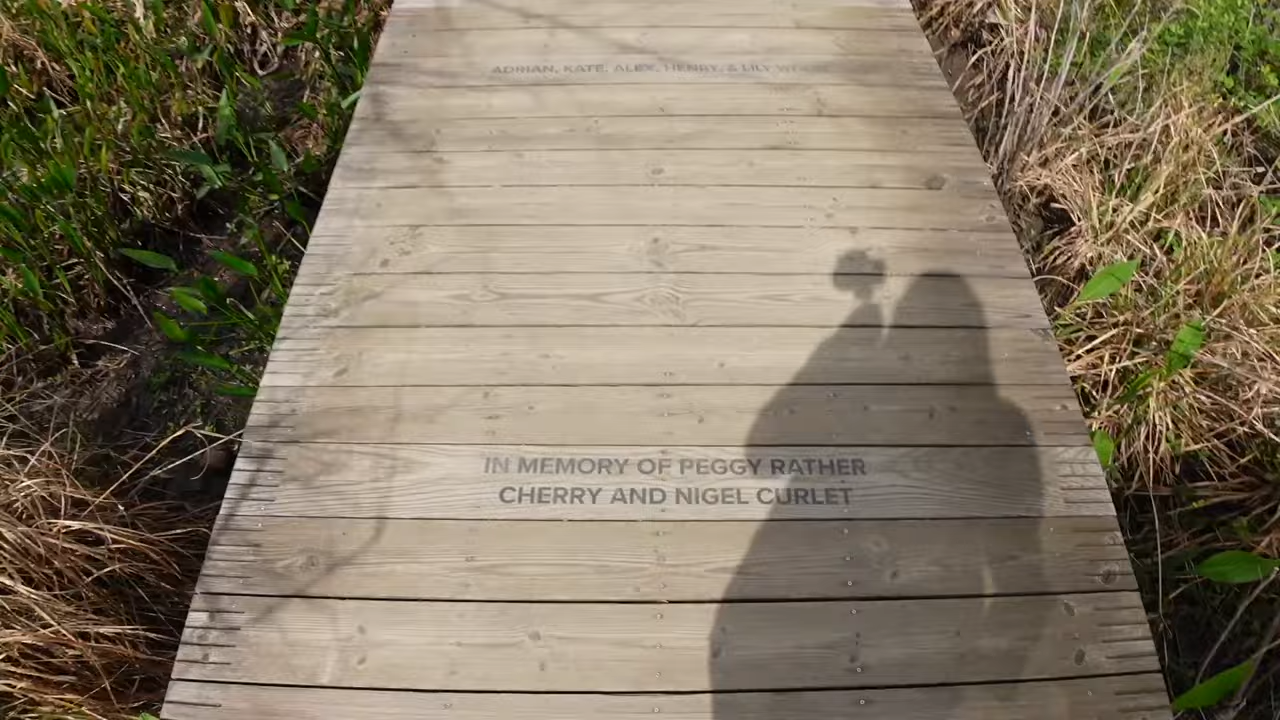 ADRIAN, KATE, ALEX, HENRY, & LILY
IN MEMORY OF PEGGY RATHER
CHERRY AND NIGEL CURLET